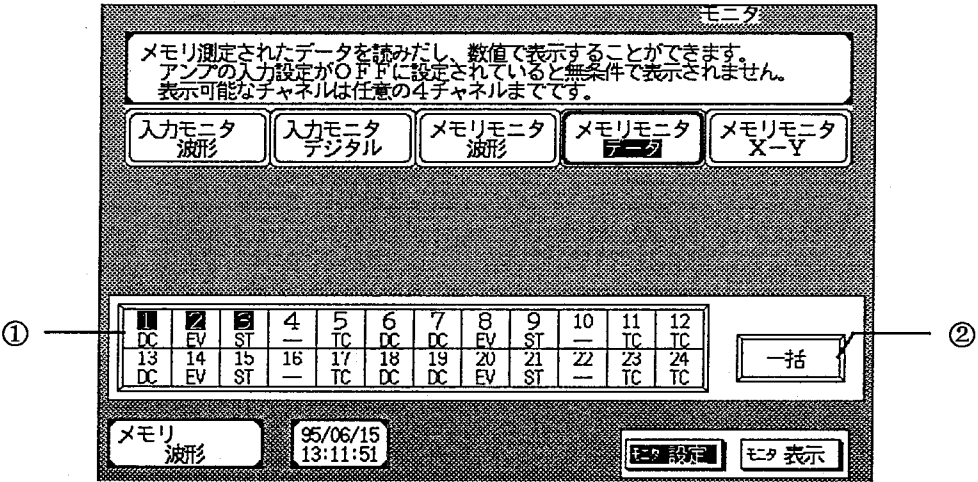 モニタ
メモリ測定されたデータを読みだし、数値で表示することができます。
アンプの入力設定がOFFに設定されていると無条件で表示されません。
表示可能なチャネルは任意の4チャネルまでです。
入力モニタ 波形
入力モニタ デジタル
メモリモニタ 波形
メモリモニタ データ
メモリモニタ X－Y
①
1 2 3 4 5 6 7 8 9 10 11 12
DC EV ST — TC DC DC EV ST — TC TC
13 14 15 16 17 18 19 20 21 22 23 24
DC EV ST — TC DC DC EV ST — TC TC
一括
②
メモリ
波形
95/06/15
13:11:51
モニタ 設定
モニタ 表示